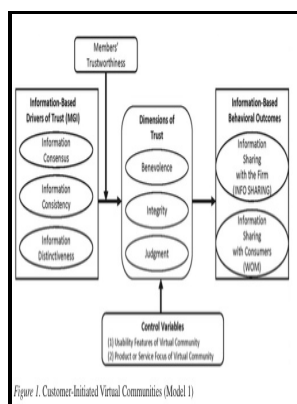 Members'
Trustworthiness
Information-Based
Drivers of Trust (MGI)
Information
Consensus
Information
Consistency
Information
Distinctiveness
Dimensions of
Trust
Benevolence
Integrity
Judgment
Information-Based
Behavioral Outcomes
Information
Sharing
with the Firm
(INFO SHARING)
Information
Sharing
with Consumers
(WOM)
Control Variables
(1) Usability Features of Virtual Community
(2) Product or Service Focus of Virtual Community
Figure 1. Customer-Initiated Virtual Communities (Model 1)